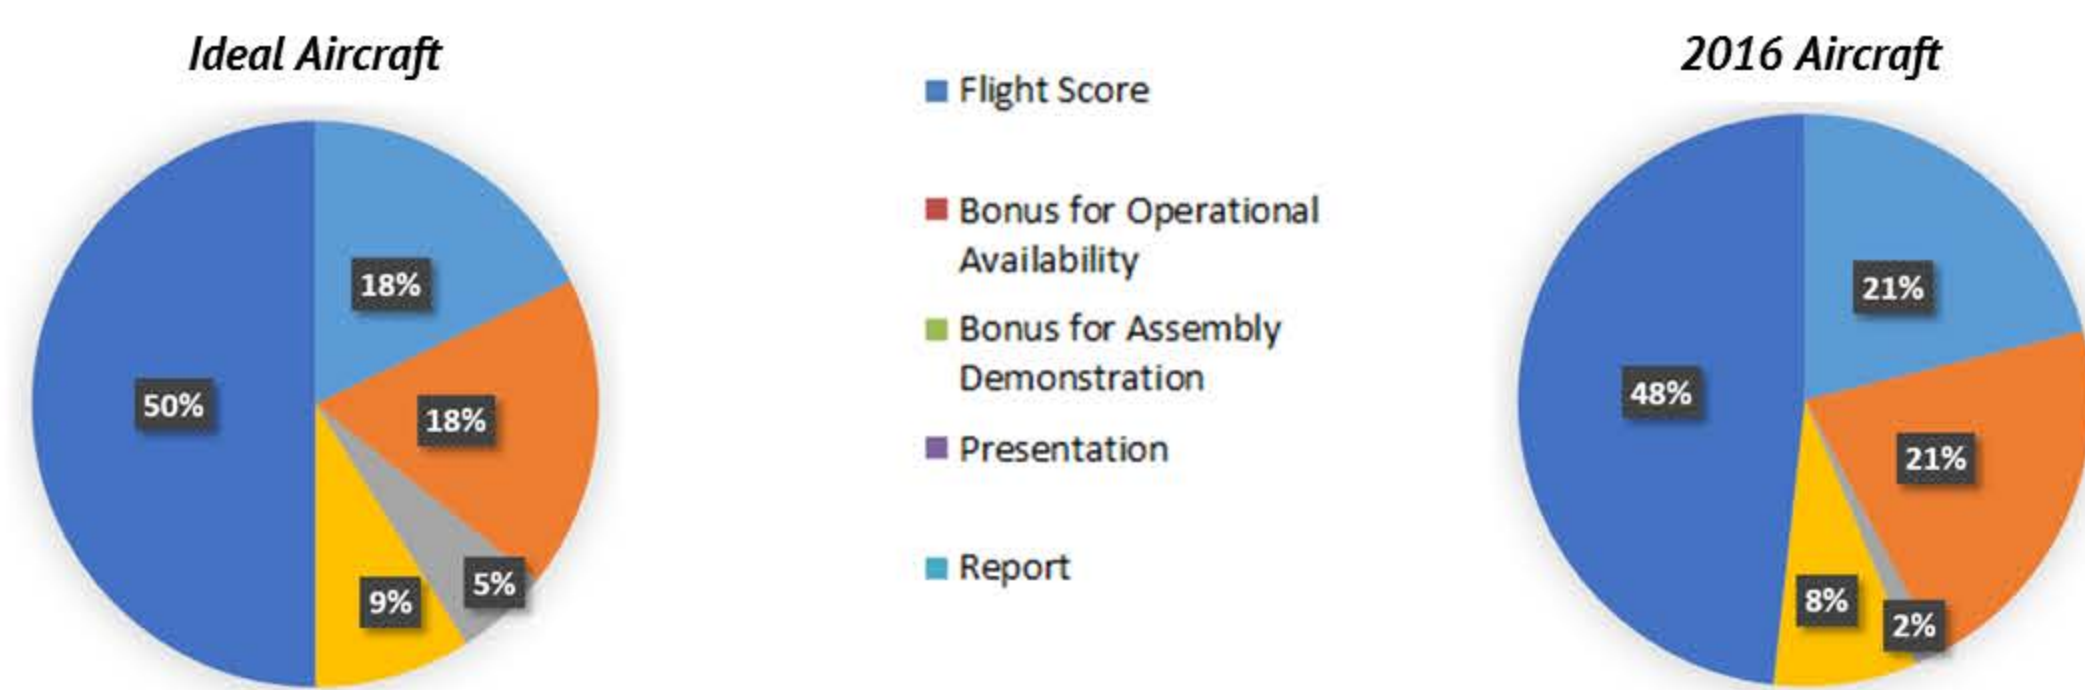 Ideal Aircraft
18%
18%
5%
9%
50%
Flight Score
Bonus for Operational
Availability
Bonus for Assembly
Demonstration
Presentation
Report
2016 Aircraft
21%
21%
2%
8%
48%